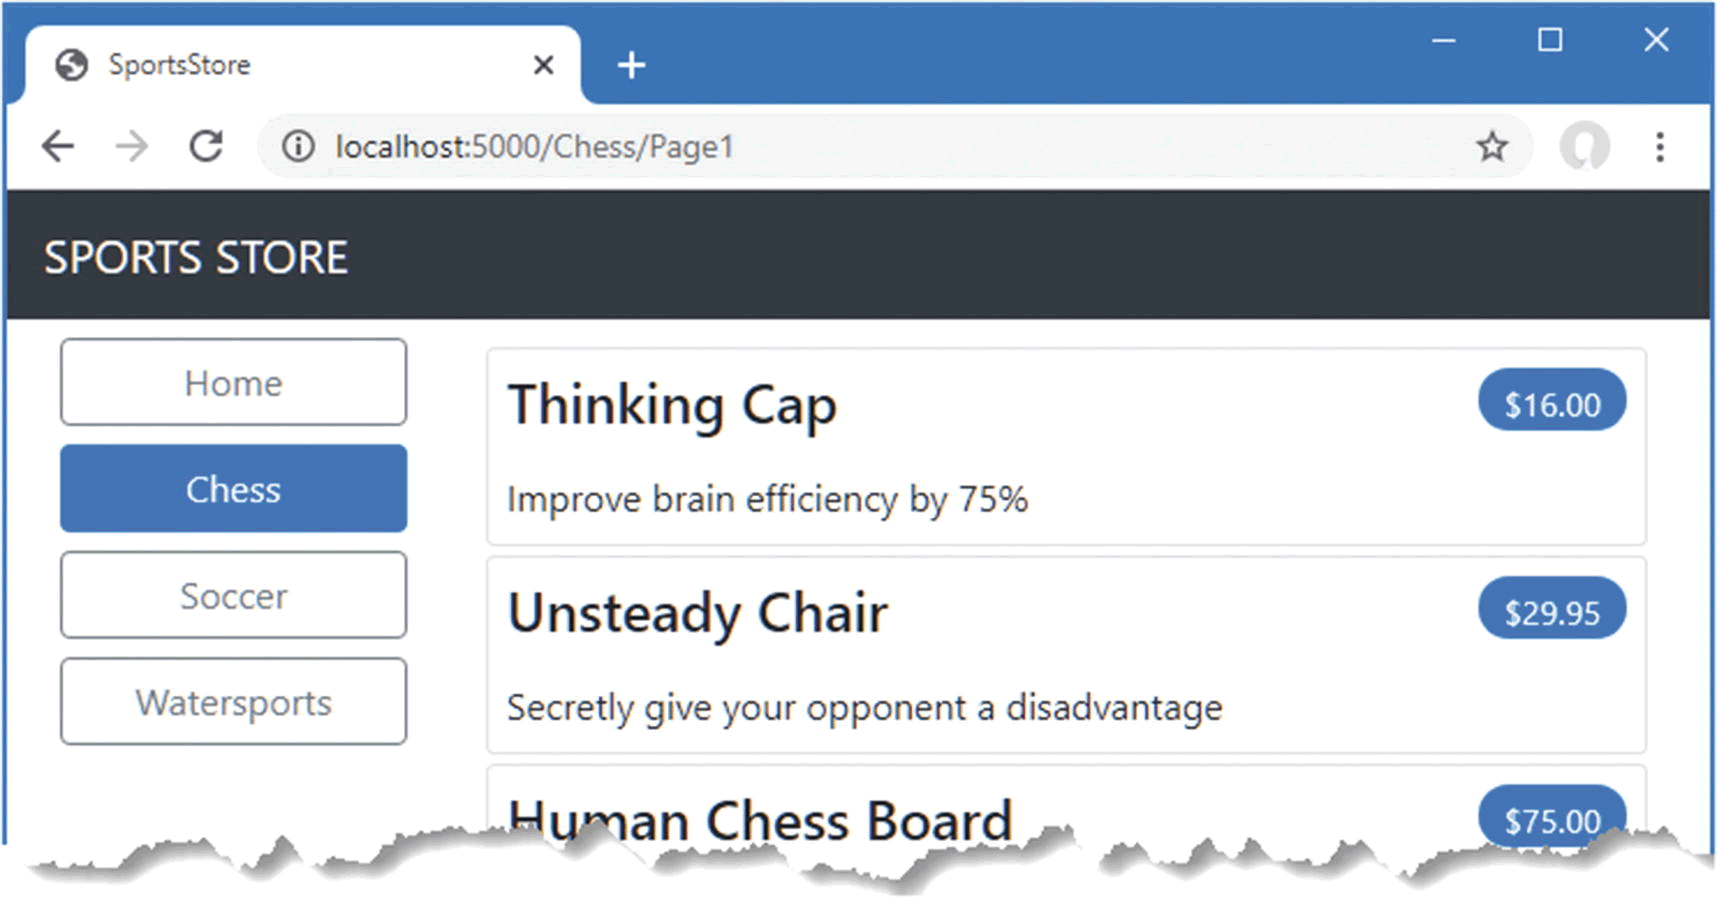 SportsStore
localhost:5000/Chess/Page1
SPORTS STORE
Home
Chess
Soccer
Watersports
Thinking Cap
$16.00
Improve brain efficiency by 75%
Unsteady Chair
$29.95
Secretly give your opponent a disadvantage
Human Chess Board
$75.00